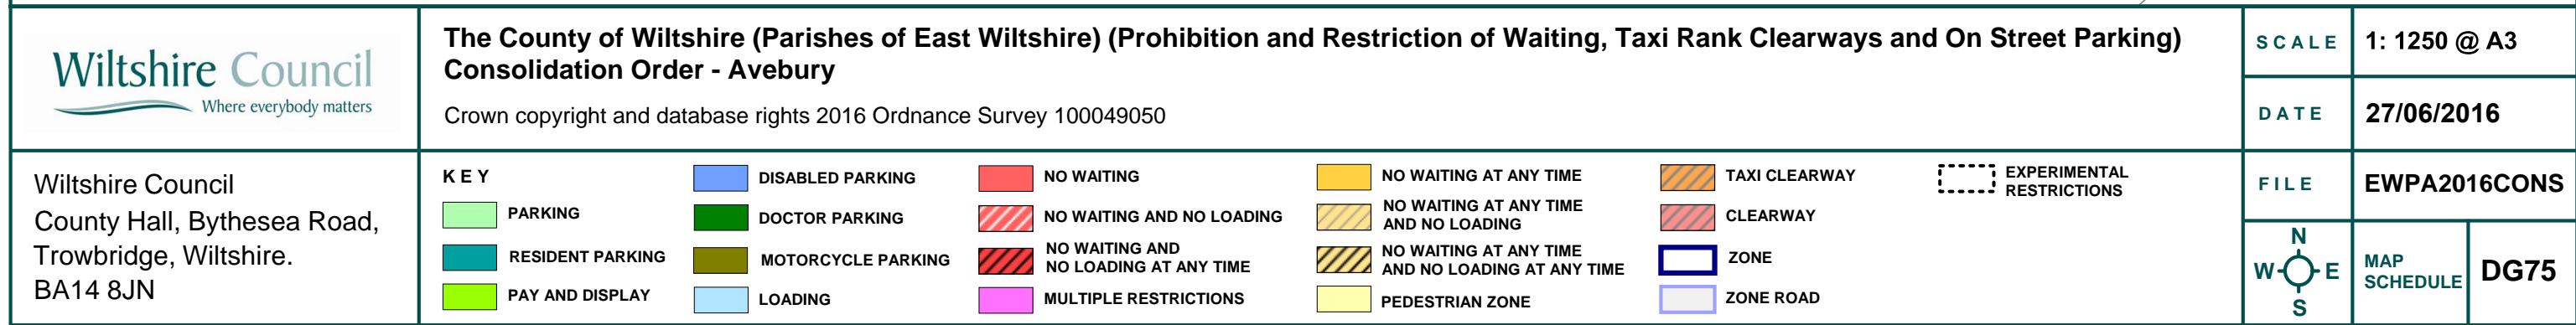 Wiltshire Council
Where everybody matters
The County of Wiltshire (Parishes of East Wiltshire) (Prohibition and Restriction of Waiting, Taxi Rank Clearways and On Street Parking)
Consolidation Order - Avebury
Crown copyright and database rights 2016 Ordnance Survey 100049050
SCALE
1: 1250 @ A3
DATE
27/06/2016
Wiltshire Council
County Hall, Bythesea Road,
Trowbridge, Wiltshire.
BA14 8JN
KEY
PARKING
RESIDENT PARKING
PAY AND DISPLAY
DISABLED PARKING
DOCTOR PARKING
MOTORCYCLE PARKING
LOADING
NO WAITING
NO WAITING AND NO LOADING
NO WAITING AND
NO LOADING AT ANY TIME
MULTIPLE RESTRICTIONS
NO WAITING AT ANY TIME
NO WAITING AT ANY TIME
AND NO LOADING
NO WAITING AT ANY TIME
AND NO LOADING AT ANY TIME
PEDESTRIAN ZONE
TAXI CLEARWAY
CLEARWAY
ZONE
ZONE ROAD
EXPERIMENTAL
RESTRICTIONS
FILE
EWPA2016CONS
N
W E
S
MAP
SCHEDULE
DG75